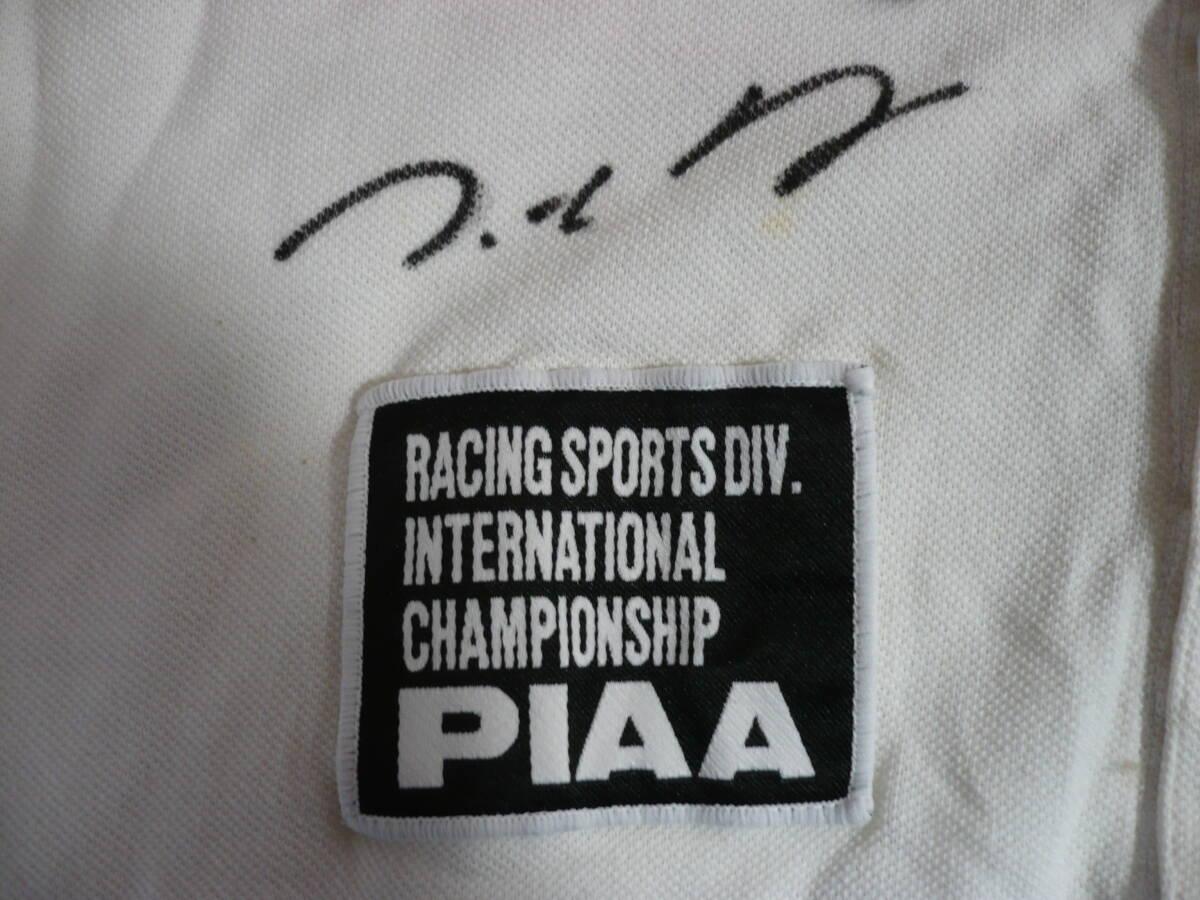 RACING SPORTS DIV.
INTERNATIONAL
CHAMPIONSHIP
PIAA